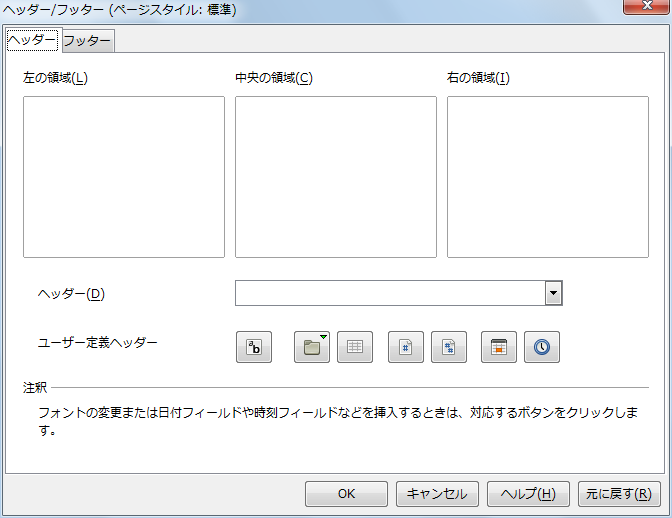 ヘッダー/フッター (ページスタイル: 標準)
ヘッダー フッター
左の領域(L) 中央の領域(C) 右の領域(I)
ヘッダー(D)
ユーザー定義ヘッダー
注釈
フォントの変更または日付フィールドや時刻フィールドなどを挿入するときは、対応するボタンをクリックしま
す。
OK キャンセル ヘルプ(H) 元に戻す(R)